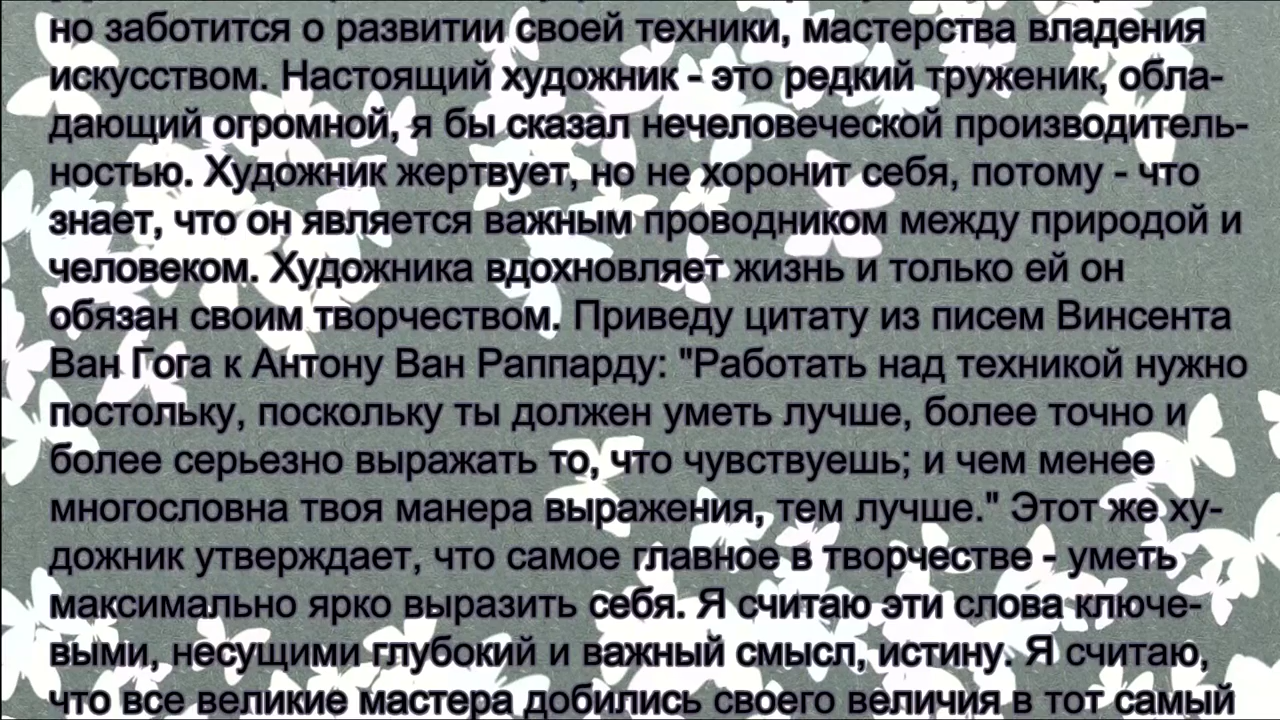 но заботится о развитии своей техники, мастерства владения
искусством. Настоящий художник - это редкий труженик, обла-
дающий огромной, я бы сказал нечеловеческой производитель-
ностью. Художник жертвует, но не хоронит себя, потому - что
знает, что он является важным проводником между природой и
человеком. Художника вдохновляет жизнь и только ей он
обязан своим творчеством. Приведу цитату из писем Винсента
Ван Гога к Антону Ван Раппарду: "Работать над техникой нужно
постольку, поскольку ты должен уметь лучше, более точно и
более серьезно выражать то, что чувствуешь; и чем менее
многословна твоя манера выражения, тем лучше." Этот же ху-
дожник утверждает, что самое главное в творчестве - уметь
максимально ярко выразить себя. Я считаю эти слова ключе-
выми, несущими глубокий и важный смысл, истину. Я считаю,
что все великие мастера добились своего величия в тот самый